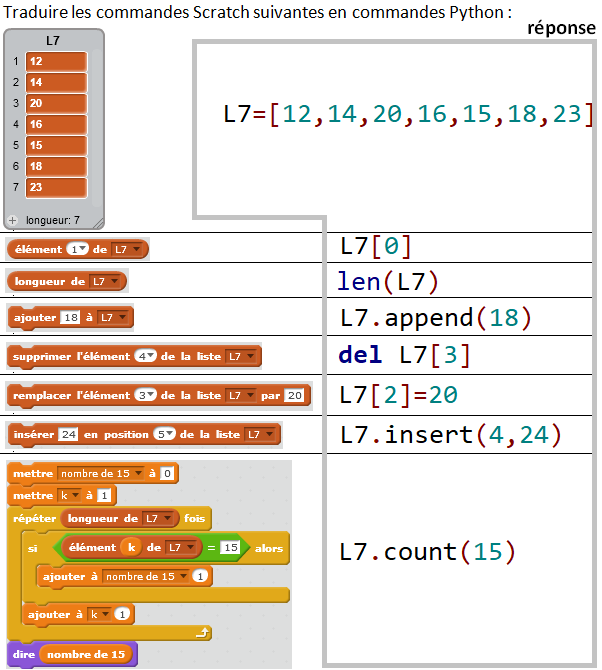 Traduire les commandes Scratch suivantes en commandes Python :
réponse
L7
1 12
2 14
3 20
4 16
5 15
6 18
7 23
+ longueur: 7
L7=[12,14,20,16,15,18,23]
élément 1 de L7
L7[0]
longueur de L7
len(L7)
ajouter 18 à L7
L7.append(18)
supprimer l'élément 4 de la liste L7
del L7[3]
remplacer l'élément 3 de la liste L7 par 20
L7[2]=20
insérer 24 en position 5 de la liste L7
L7.insert(4,24)
mettre nombre de 15 à 0
mettre k à 1
répéter longueur de L7 fois
si élément k de L7 = 15 alors
ajouter à nombre de 15 1
ajouter à k 1
dire nombre de 15
L7.count(15)